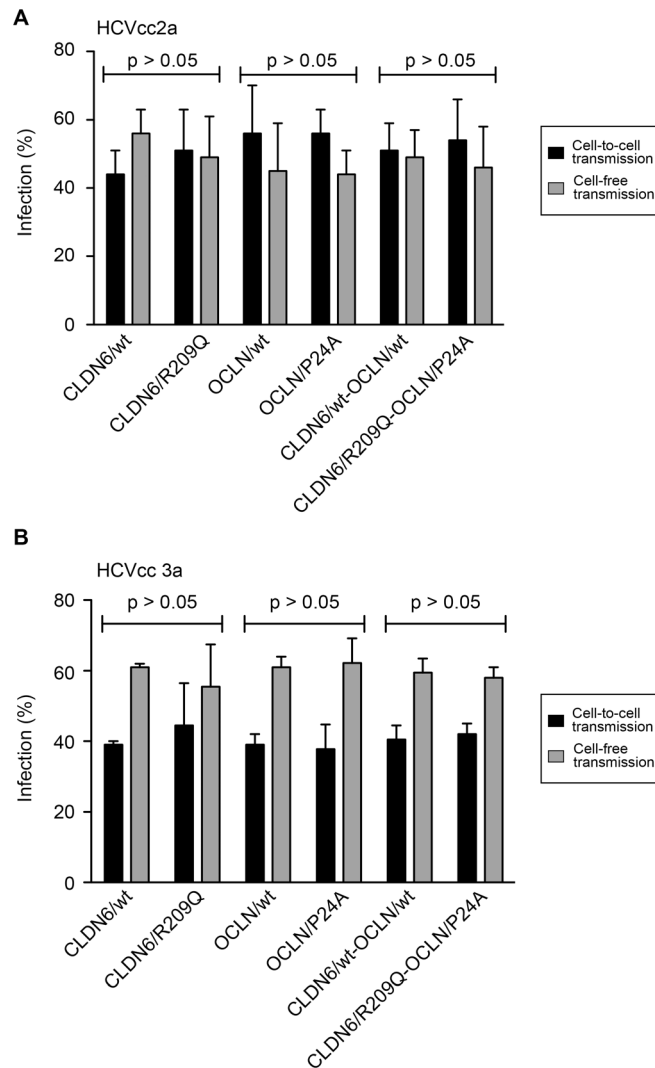 A
HCVcc2a
p > 0.05
p > 0.05
p > 0.05
80
60
40
20
0
Infection (%)
Cell-to-cell
transmission
Cell-free
transmission
CLDN6/wt
CLDN6/R209Q
OCLN/wt
OCLN/P24A
CLDN6/wt-OCLN/wt
CLDN6/R209Q-OCLN/P24A
B
HCVcc 3a
p > 0.05
p > 0.05
p > 0.05
80
60
40
20
0
Infection (%)
Cell-to-cell
transmission
Cell-free
transmission
CLDN6/wt
CLDN6/R209Q
OCLN/wt
OCLN/P24A
CLDN6/wt-OCLN/wt
CLDN6/R209Q-OCLN/P24A